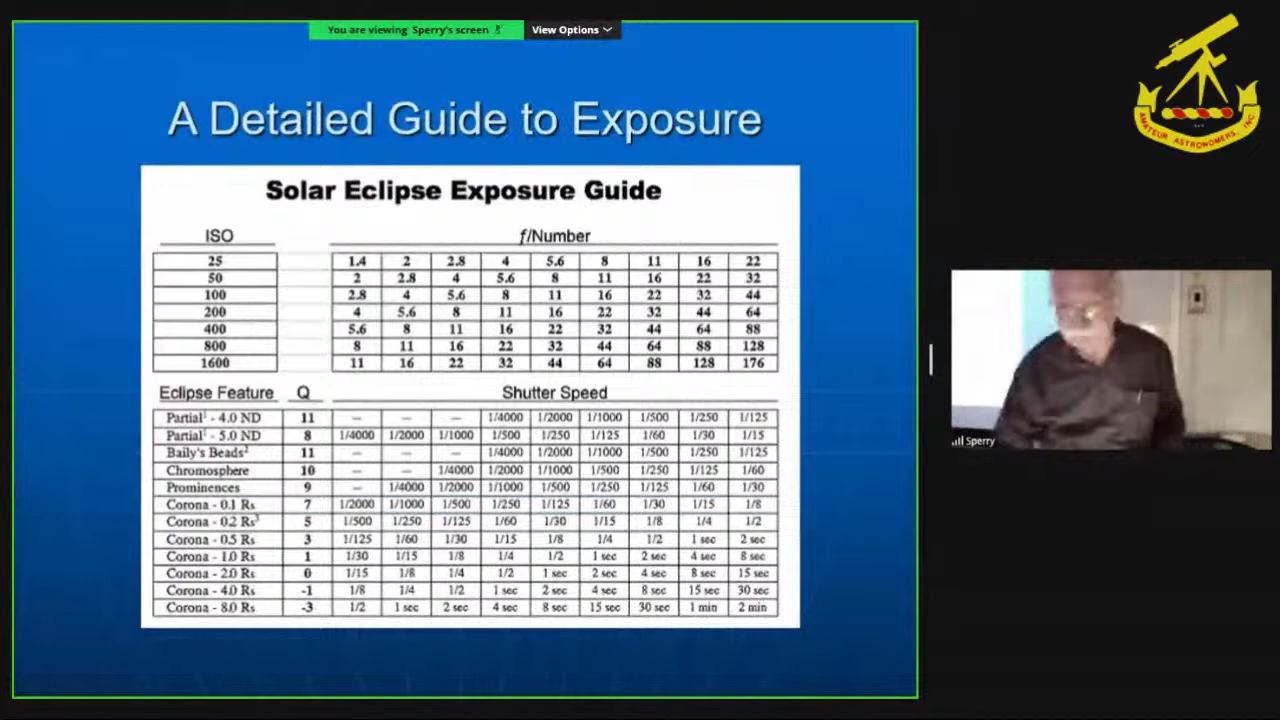 You are viewing Sperry's screen
View Options
AMATEUR ASTRONOMERS, INC.
A Detailed Guide to Exposure
Solar Eclipse Exposure Guide
ISO ƒ/Number
25 1.4 2 2.8 4 5.6 8 11 16 22
50 2 2.8 4 5.6 8 11 16 22 32
100 2.8 4 5.6 8 11 16 22 32 44
200 4 5.6 8 11 16 22 32 44 64
400 5.6 8 11 16 22 32 44 64 88
800 8 11 16 22 32 44 64 88 128
1600 11 16 22 32 44 64 88 128 176
Eclipse Feature Q Shutter Speed
Partial¹ - 4.0 ND 11 — — — 1/4000 1/2000 1/1000 1/500 1/250 1/125
Partial¹ - 5.0 ND 8 1/4000 1/2000 1/1000 1/500 1/250 1/125 1/60 1/30 1/15
Baily's Beads² 11 — — — 1/4000 1/2000 1/1000 1/500 1/250 1/125
Chromosphere 10 — — 1/4000 1/2000 1/1000 1/500 1/250 1/125 1/60
Prominences 9 — 1/4000 1/2000 1/1000 1/500 1/250 1/125 1/60 1/30
Corona - 0.1 Rs 7 1/2000 1/1000 1/500 1/250 1/125 1/60 1/30 1/15 1/8
Corona - 0.2 Rs³ 5 1/500 1/250 1/125 1/60 1/30 1/15 1/8 1/4 1/2
Corona - 0.5 Rs 3 1/125 1/60 1/30 1/15 1/8 1/4 1/2 1 sec 2 sec
Corona - 1.0 Rs 1 1/30 1/15 1/8 1/4 1/2 1 sec 2 sec 4 sec 8 sec
Corona - 2.0 Rs 0 1/15 1/8 1/4 1/2 1 sec 2 sec 4 sec 8 sec 15 sec
Corona - 4.0 Rs -1 1/8 1/4 1/2 1 sec 2 sec 4 sec 8 sec 15 sec 30 sec
Corona - 8.0 Rs -3 1/2 1 sec 2 sec 4 sec 8 sec 15 sec 30 sec 1 min 2 min
Sperry